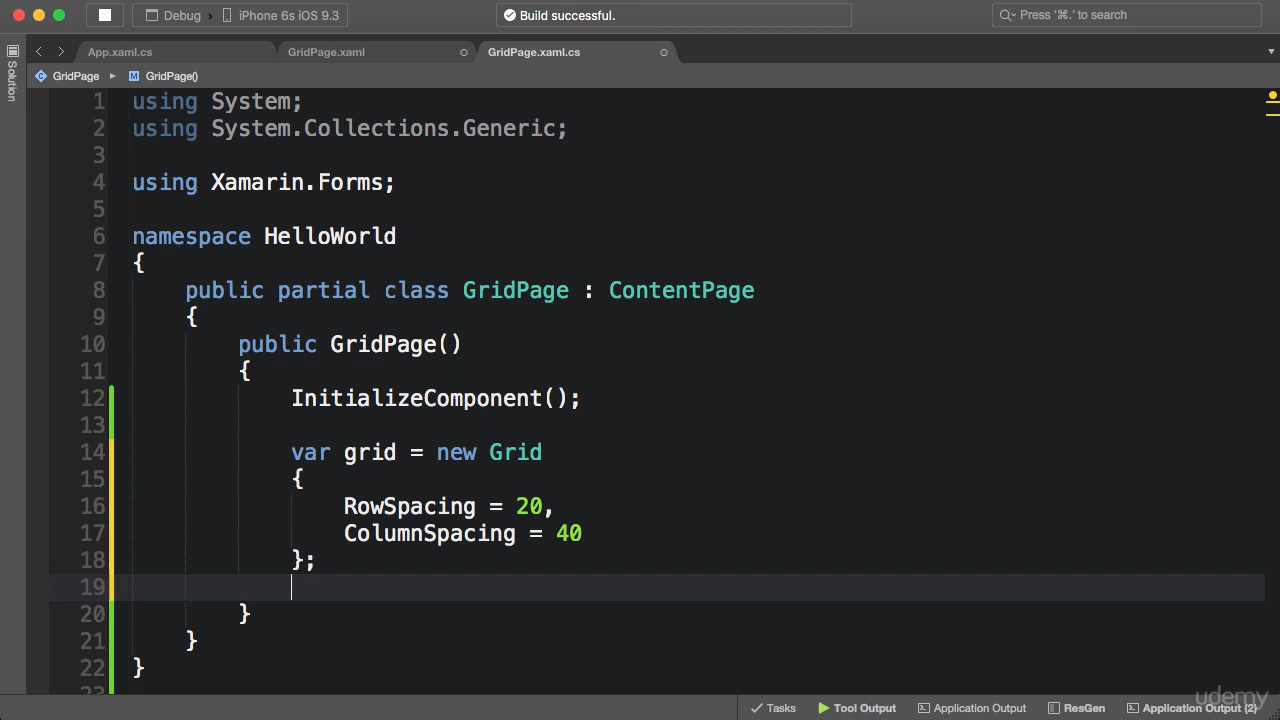 Debug
iPhone 6s iOS 9.3
Build successful.
Press '⌘.' to search
Solution
App.xaml.cs
GridPage.xaml
GridPage.xaml.cs
C GridPage
M GridPage()
1 using System;
2 using System.Collections.Generic;
3
4 using Xamarin.Forms;
5
6 namespace HelloWorld
7 {
8 public partial class GridPage : ContentPage
9 {
10 public GridPage()
11 {
12 InitializeComponent();
13
14 var grid = new Grid
15 {
16 RowSpacing = 20,
17 ColumnSpacing = 40
18 };
19
20 }
21 }
22 }
23
Tasks
Tool Output
Application Output
ResGen
Application Output (2)
udemy